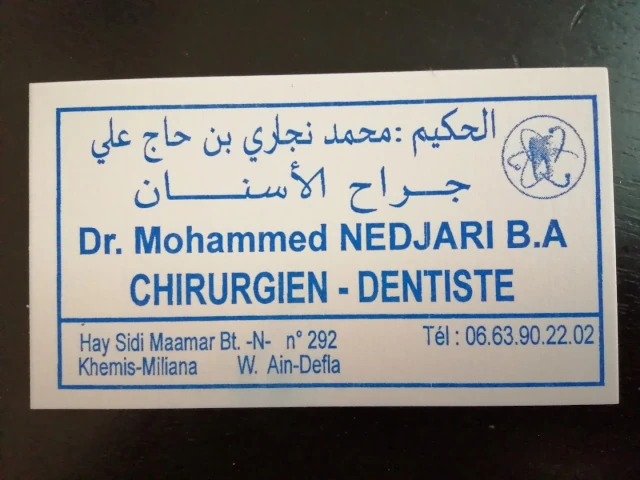 الحكيم : محمد نجاري بن حاج علي
جراح الأسنان
Dr. Mohammed NEDJARI B.A
CHIRURGIEN - DENTISTE
Hay Sidi Maamar Bt. -N- n° 292
Khemis-Miliana W. Ain-Defla
Tél : 06.63.90.22.02